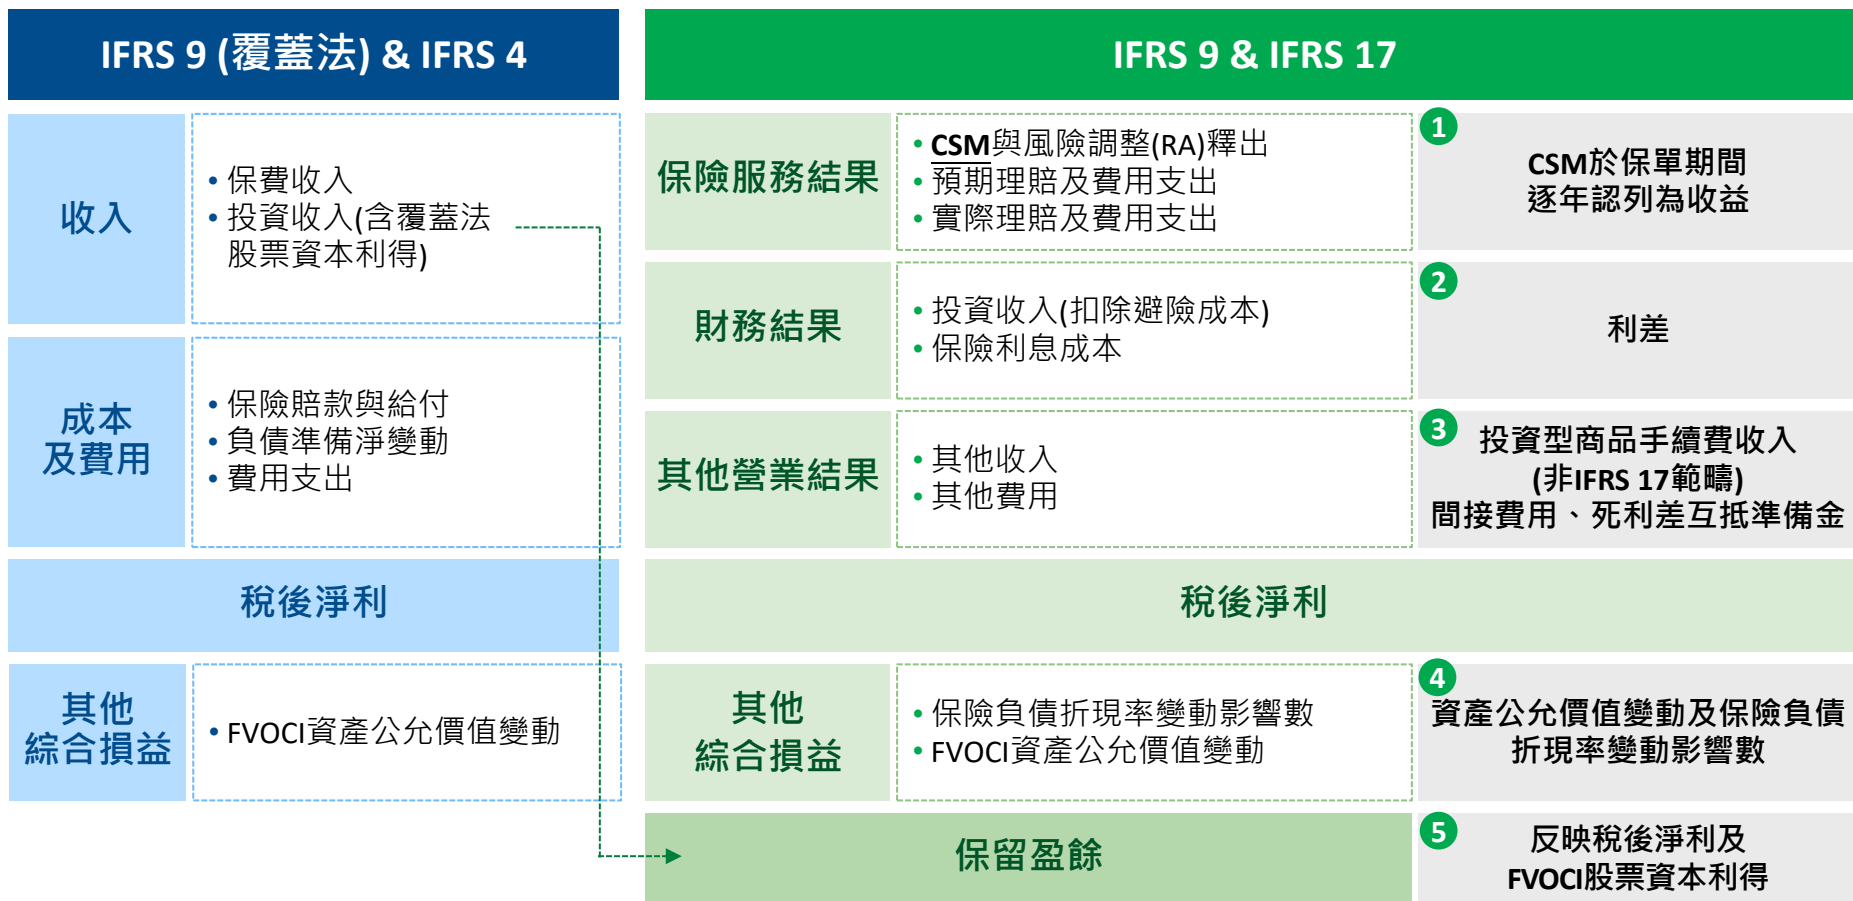 IFRS 9 (覆蓋法) & IFRS 4
收入
• 保費收入
• 投資收入(含覆蓋法
股票資本利得)
成本
及費用
• 保險賠款與給付
• 負債準備淨變動
• 費用支出
稅後淨利
其他
綜合損益
• FVOCI資產公允價值變動
IFRS 9 & IFRS 17
保險服務結果
• CSM與風險調整(RA)釋出
• 預期理賠及費用支出
• 實際理賠及費用支出
1
CSM於保單期間
逐年認列為收益
財務結果
• 投資收入(扣除避險成本)
• 保險利息成本
2
利差
其他營業結果
• 其他收入
• 其他費用
3
投資型商品手續費收入
(非IFRS 17範疇)
間接費用、死利差互抵準備金
稅後淨利
其他
綜合損益
• 保險負債折現率變動影響數
• FVOCI資產公允價值變動
4
資產公允價值變動及保險負債
折現率變動影響數
保留盈餘
5
反映稅後淨利及
FVOCI股票資本利得